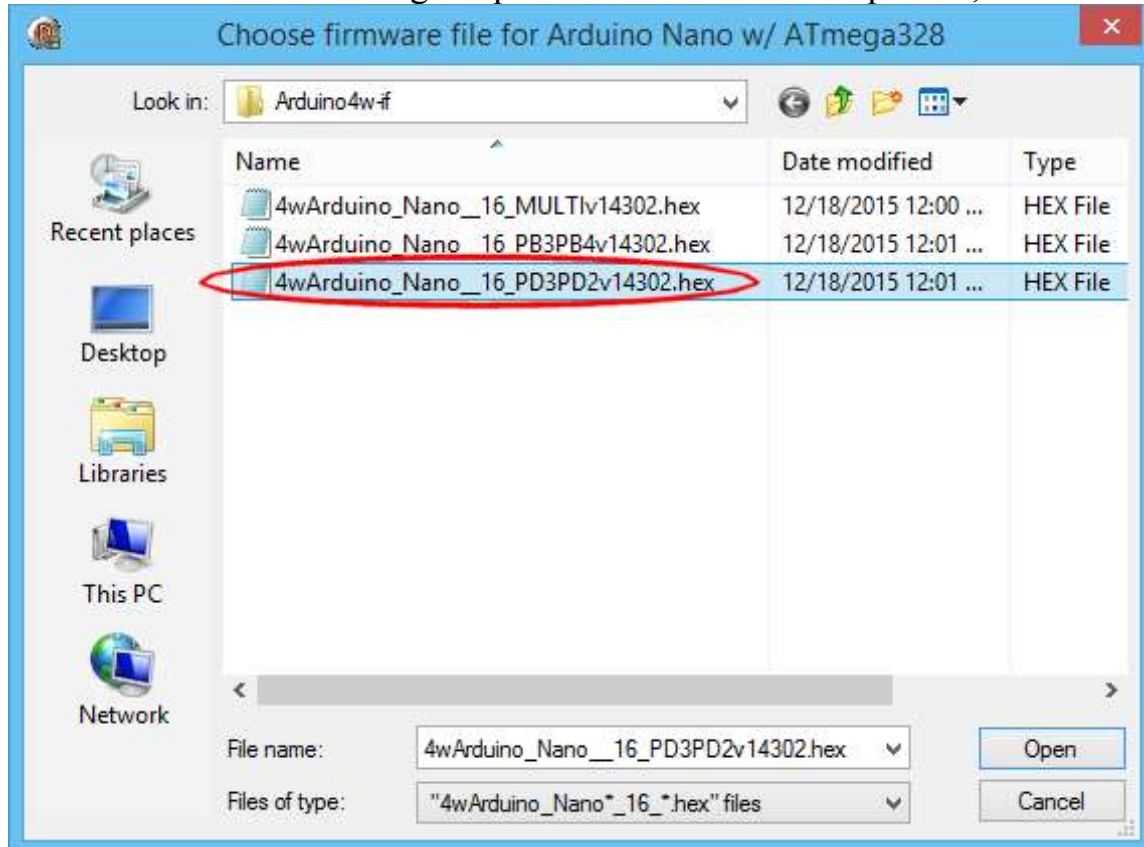 Choose firmware file for Arduino Nano w/ ATmega328
Look in: Arduino4w-if
Name Date modified Type
4wArduino_Nano__16_MULTIv14302.hex 12/18/2015 12:00 ... HEX File
4wArduino_Nano__16_PB3PB4v14302.hex 12/18/2015 12:01 ... HEX File
4wArduino_Nano__16_PD3PD2v14302.hex 12/18/2015 12:01 ... HEX File
Recent places
Desktop
Libraries
This PC
Network
File name: 4wArduino_Nano__16_PD3PD2v14302.hex Open
Files of type: "4wArduino_Nano*_16_*.hex" files Cancel